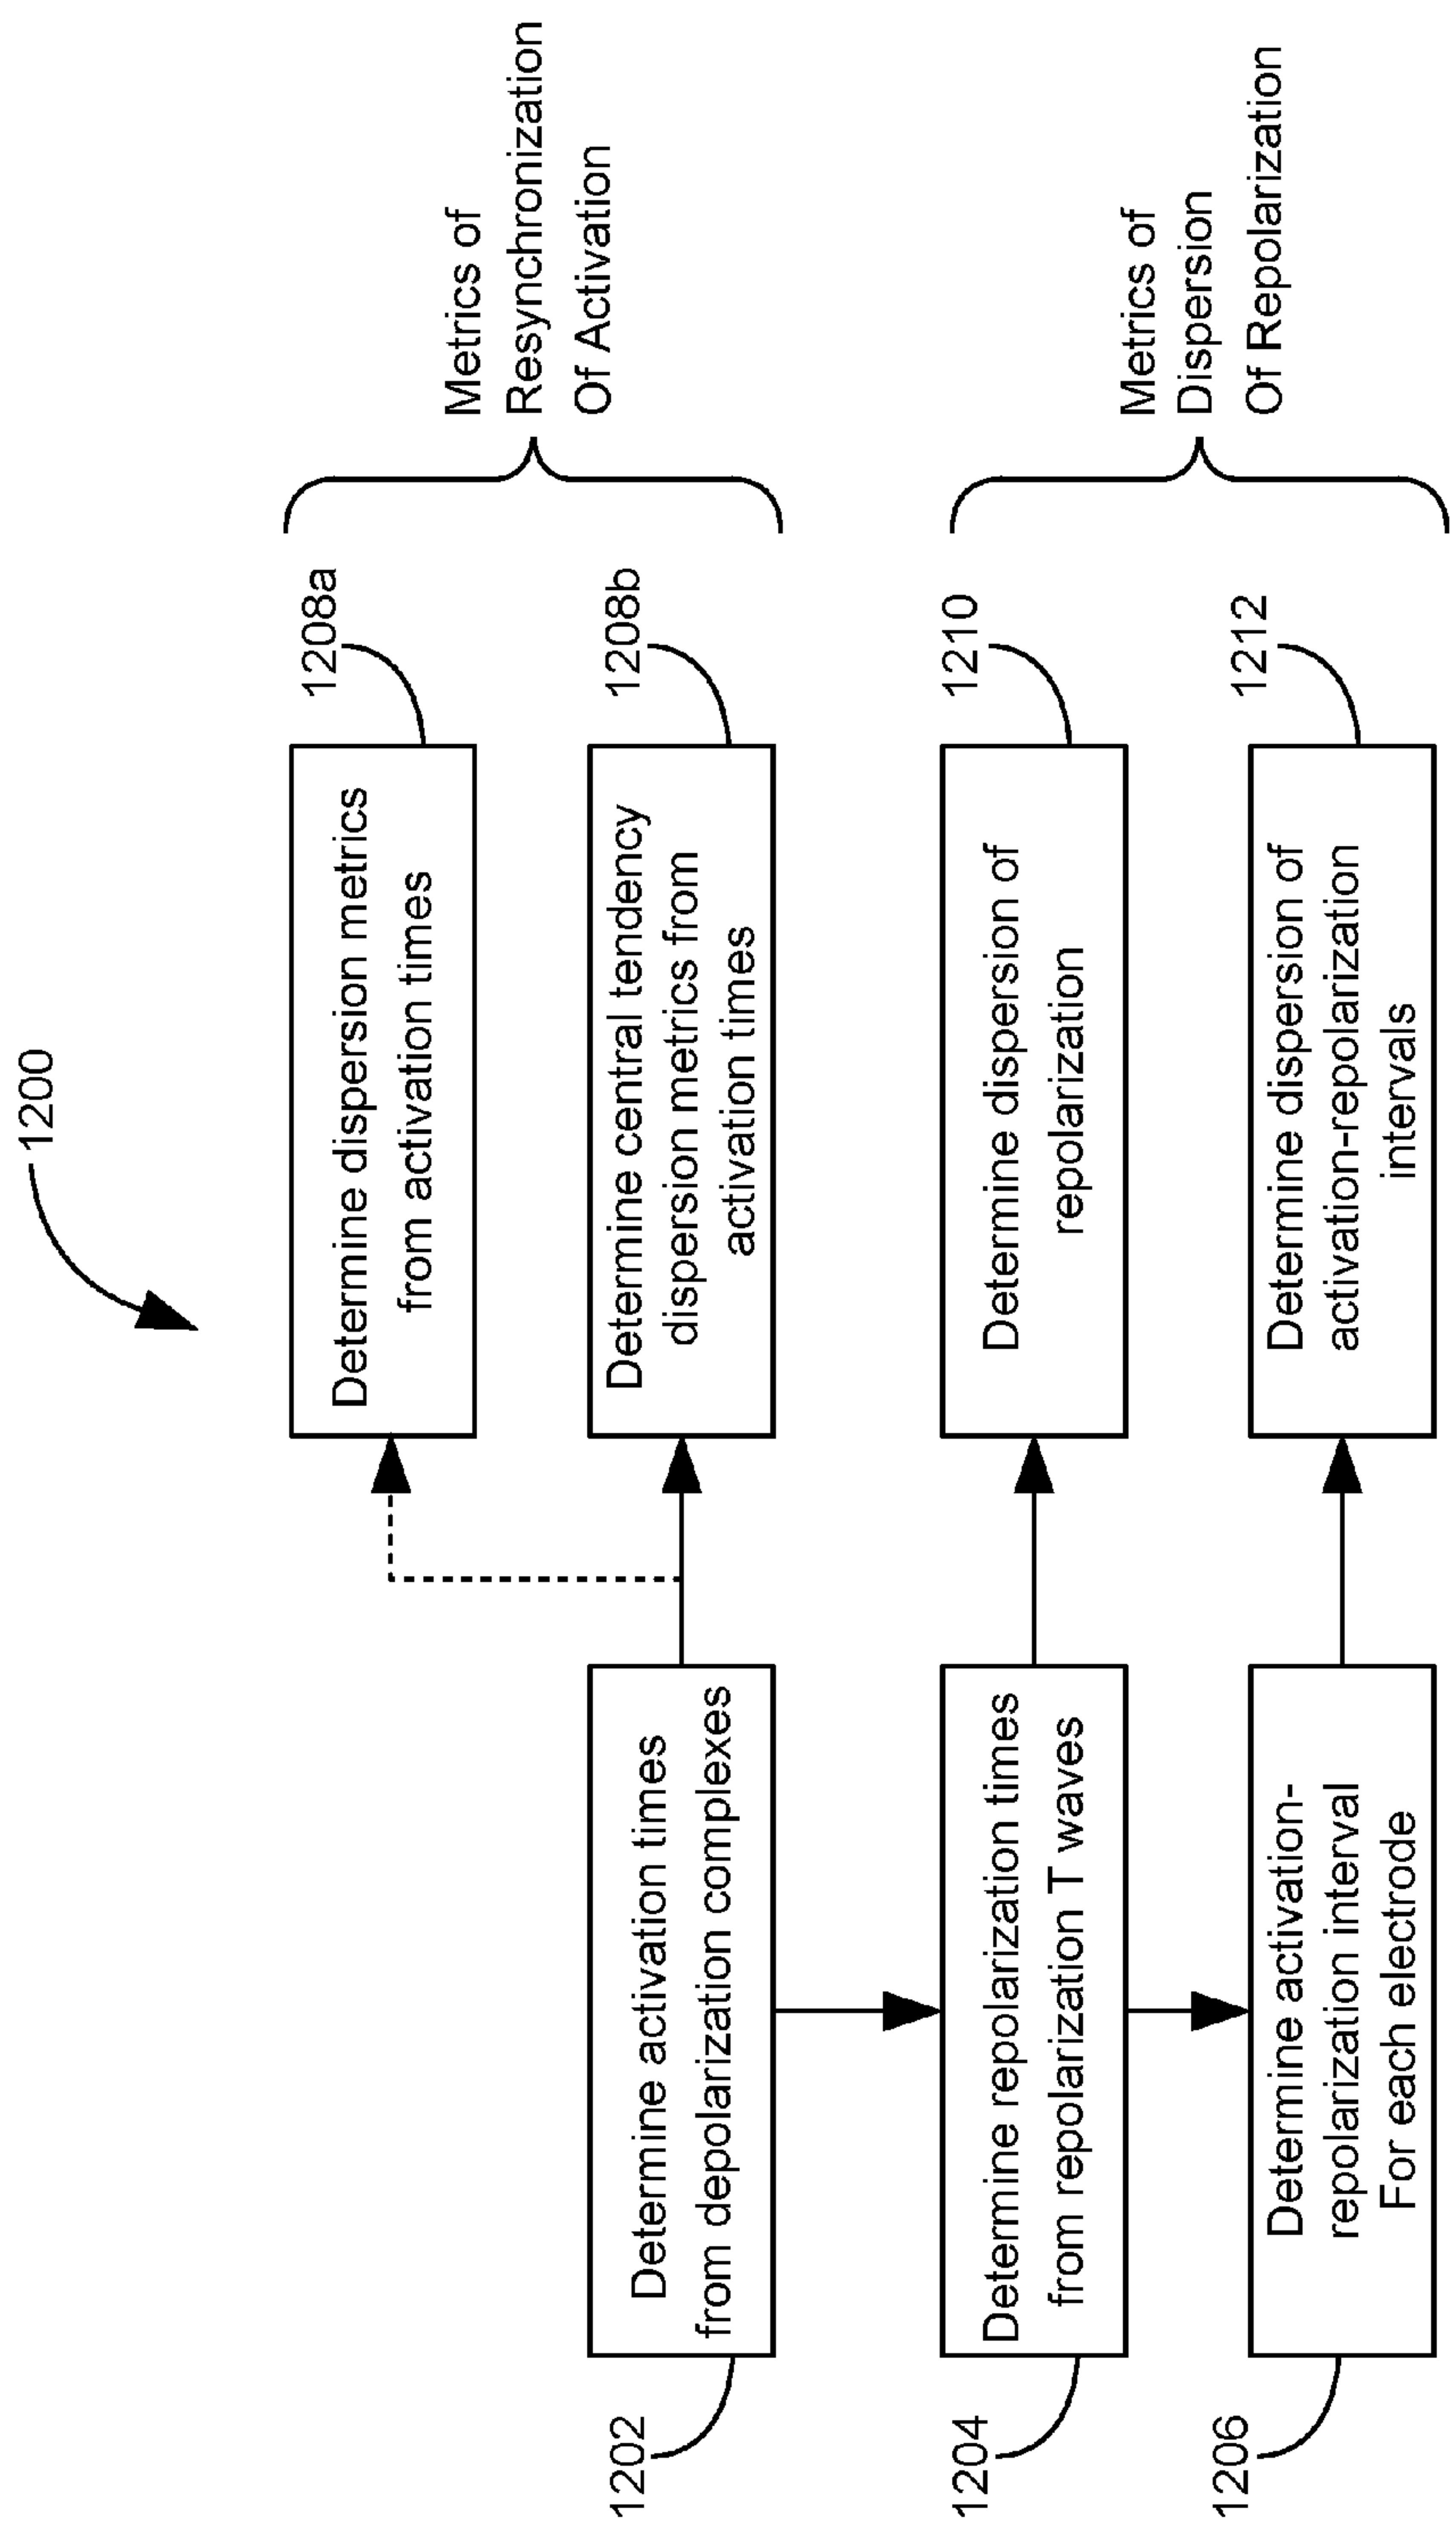 1200
Determine dispersion metrics
from activation times
1208a
Determine activation times
from depolarization complexes
1202
Determine central tendency
dispersion metrics from
activation times
1208b
Metrics of
Resynchronization
Of Activation
Determine repolarization times
from repolarization T waves
1204
Determine dispersion of
repolarization
1210
Determine activation-
repolarization interval
For each electrode
1206
Determine dispersion of
activation-repolarization
intervals
1212
Metrics of
Dispersion
Of Repolarization